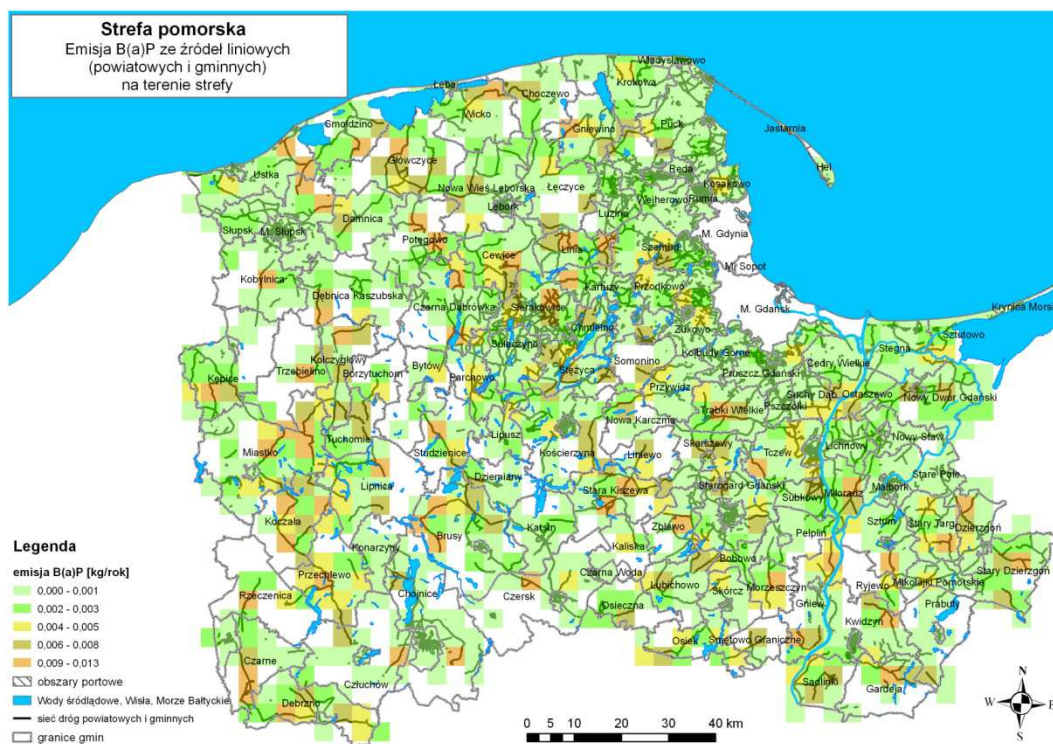 Strefa pomorska
Emisja B(a)P ze źródeł liniowych
(powiatowych i gminnych)
na terenie strefy
Władysławowo
Krokowa
Łeba
Choczewo
Wicko
Gniewino
Puck
Jastarnia
Smołdzino
Główczyce
Hel
Ustka
Reda
Kosakowo
Nowa Wieś Lęborska
Łęczyce
Wejherowo
Rumia
Lębork
Luzino
Damnica
Słupsk
M. Słupsk
M. Gdynia
Potęgowo
Linia
Szemud
Cewice
M. Sopot
Kobylnica
Dębnica Kaszubska
Kartuzy
Przodkowo
Czarna Dąbrówka
Sierakowice
M. Gdańsk
Krynica Mors
Chmielno
Żukowo
Sztutowo
Sulęczyno
Stegna
Kolbudy Górne
Kołczygłowy
Somonino
Cedry Wielkie
Trzebielino
Borzytuchom
Bytów
Stężyca
Pruszcz Gdański
Kępice
Parchowo
Przywidz
Suchy Dąb
Ostaszewo
Nowy Dwór Gdański
Trąbki Wielkie
Pszczółki
Nowa Karczma
Tuchomie
Lipusz
Nowy Staw
Skarszewy
Lichnowy
Miastko
Studzienice
Kościerzyna
Liniewo
Tczew
Dziemiany
Stare Pole
Lipnica
Starogard Gdański
Malbork
Stara Kiszewa
Subkowy
Miłoradz
Koczała
Zblewo
Sztum
Stary Targ
Dzierzgoń
Brusy
Karsin
Pelplin
Konarzyny
Kaliska
Bobowo
Legenda
emisja B(a)P [kg/rok]
0,000 - 0,001
0,002 - 0,003
0,004 - 0,005
0,006 - 0,008
0,009 - 0,013
obszary portowe
Wody śródlądowe, Wisła, Morze Bałtyckie
sieć dróg powiatowych i gminnych
granice gmin
Przechlewo
Czarna Woda
Stary Dzierzgoń
Rzeczenica
Chojnice
Czersk
Lubichowo
Skórcz
Morzeszczyn
Ryjewo
Mikołajki Pomorskie
Osieczna
Gniew
Prabuty
Kwidzyn
Osiek
Smętowo Graniczne
Czarne
Człuchów
Sadlinki
Gardeja
Debrzno
0 5 10 20 30 40 km
N
W E
S